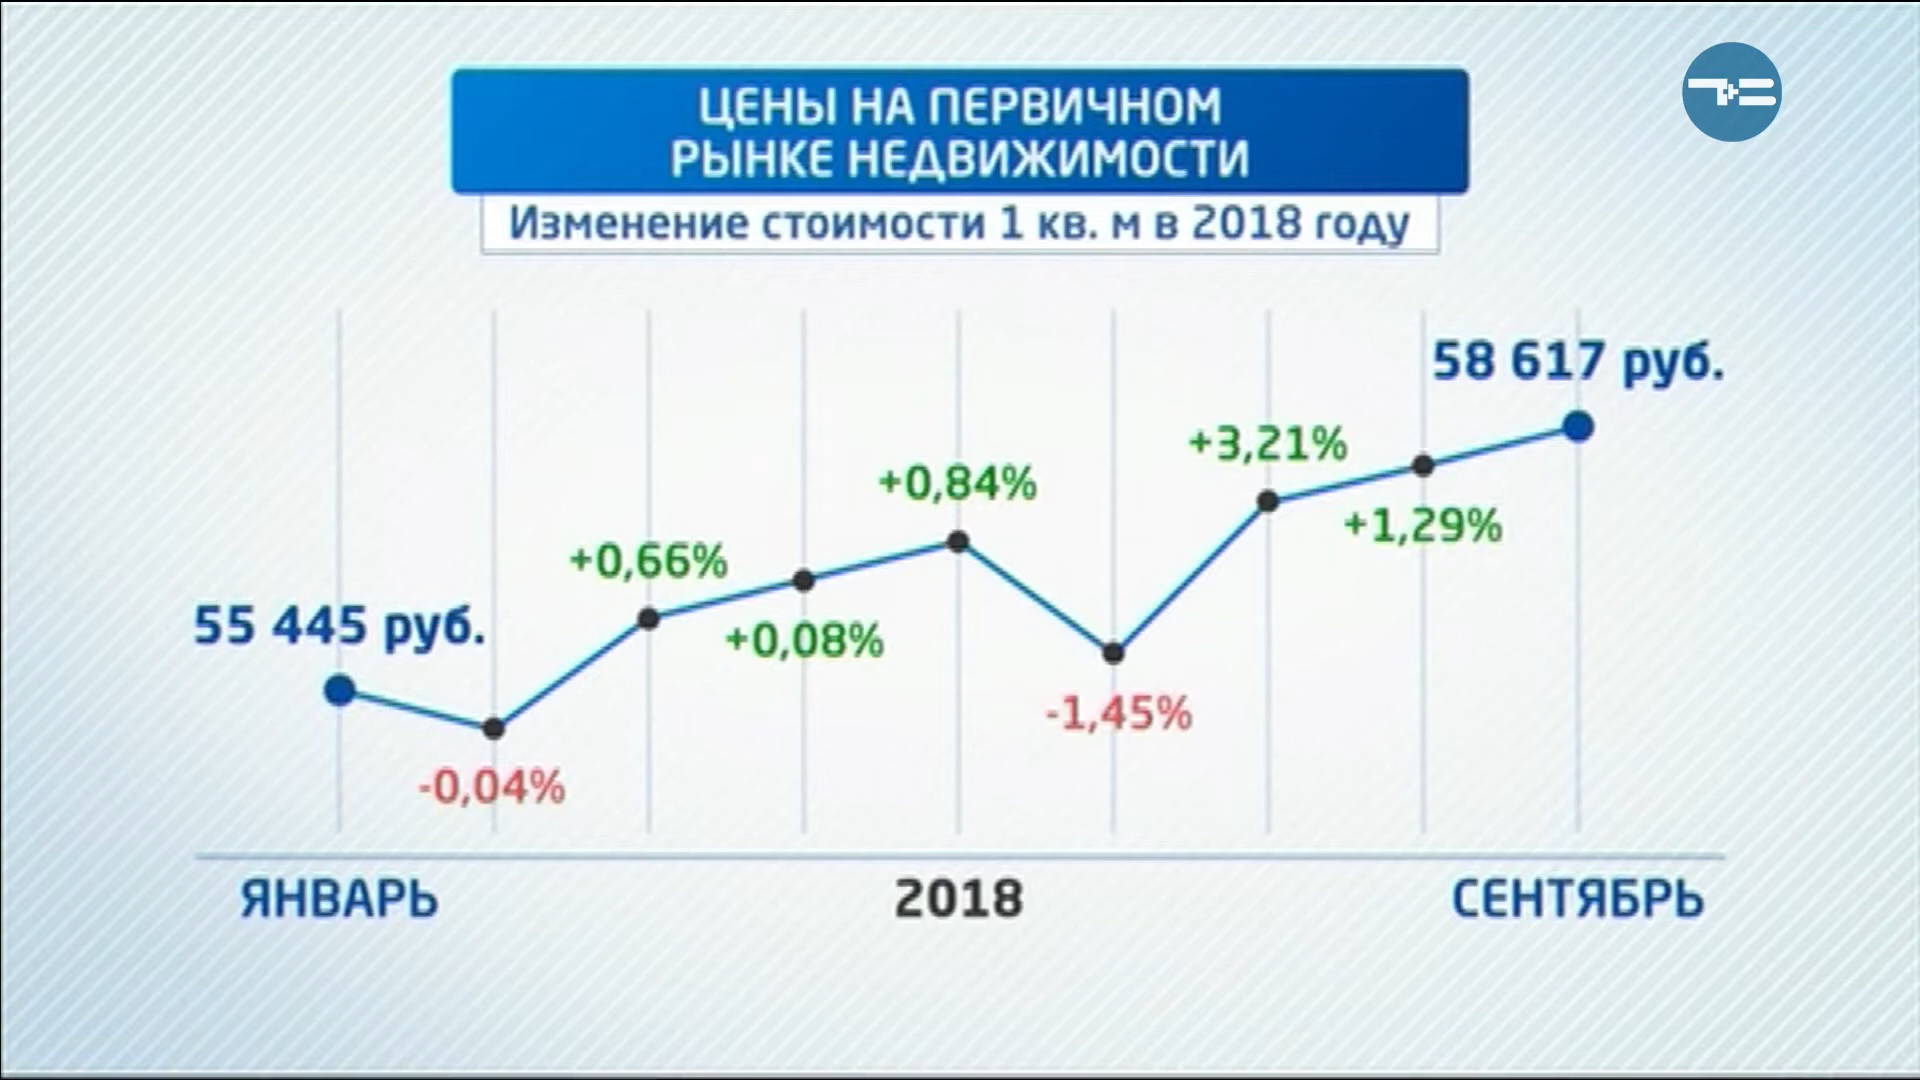 ЦЕНЫ НА ПЕРВИЧНОМ
РЫНКЕ НЕДВИЖИМОСТИ
Изменение стоимости 1 кв. м в 2018 году
58 617 руб.
+3,21%
+0,84%
+1,29%
+0,66%
55 445 руб.
+0,08%
-1,45%
-0,04%
ЯНВАРЬ 2018 СЕНТЯБРЬ